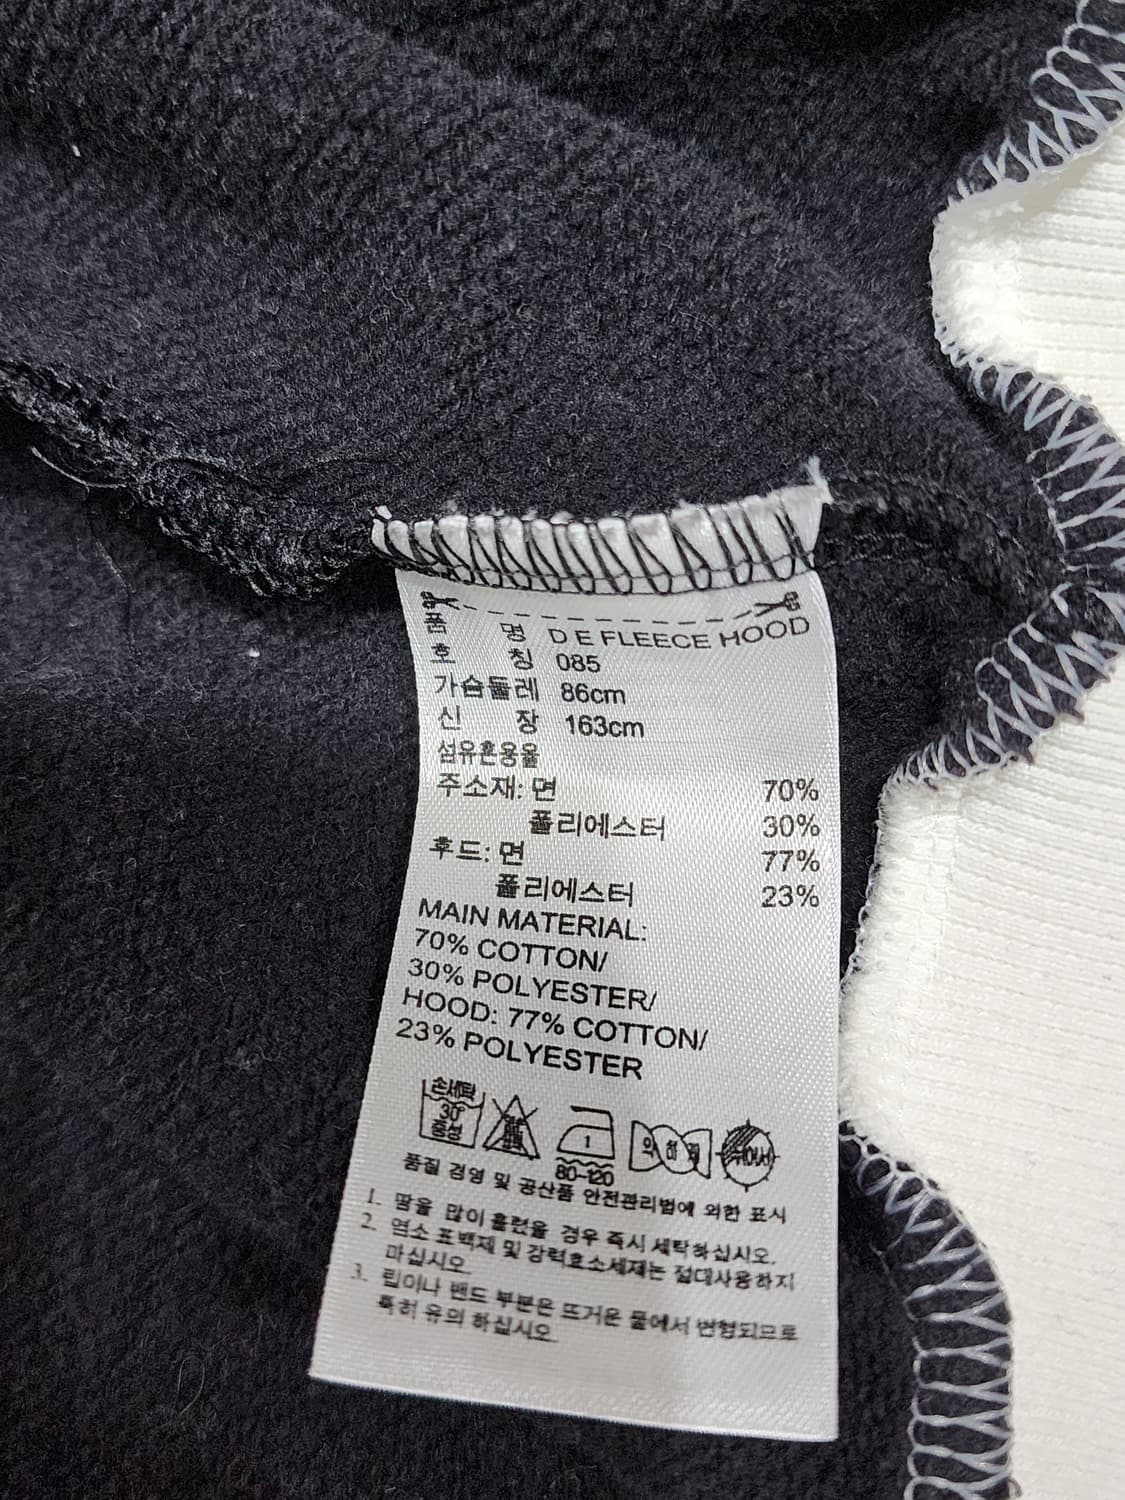 품 명 D E FLEECE HOOD
호 칭 085
가슴둘레 86cm
신 장 163cm
섬유혼용율
주소재: 면 70%
폴리에스터 30%
후드: 면 77%
폴리에스터 23%
MAIN MATERIAL:
70% COTTON/
30% POLYESTER/
HOOD: 77% COTTON/
23% POLYESTER
손세탁
30° 1 약하게 뉘어서
중성 80-120
품질 경영 및 공산품 안전관리법에 의한 표시
1. 땀을 많이 흘렸을 경우 즉시 세탁하십시오.
2. 염소 표백제 및 강력효소세제는 절대사용하지
마십시오.
3. 립이나 밴드 부분은 뜨거운 물에서 변형되므로
특히 유의 하십시오.